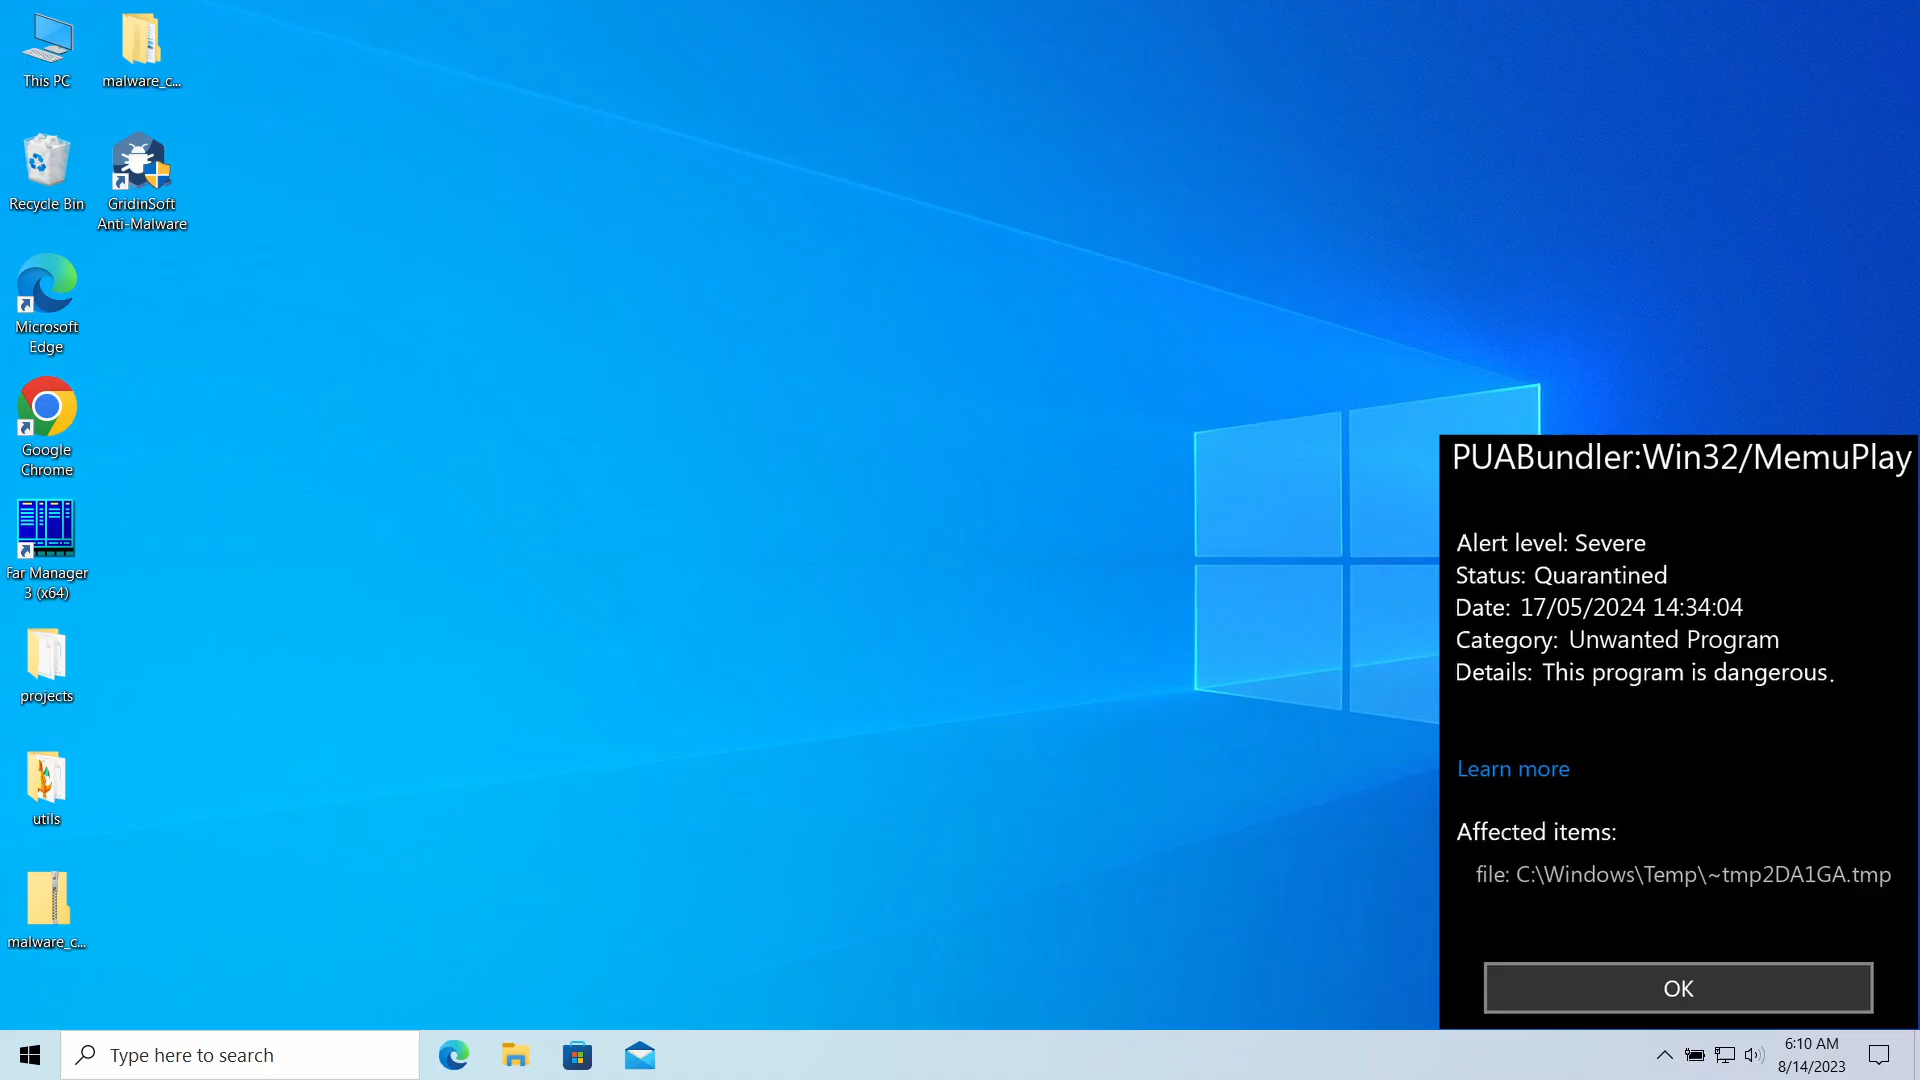 This PC
malware_c...
Recycle Bin
GridinSoft
Anti-Malware
Microsoft
Edge
Google
Chrome
Far Manager
3 (x64)
projects
utils
malware_c...
PUABundler:Win32/MemuPlay
Alert level: Severe
Status: Quarantined
Date: 17/05/2024 14:34:04
Category: Unwanted Program
Details: This program is dangerous.
Learn more
Affected items:
file: C:\Windows\Temp\~tmp2DA1GA.tmp
OK
Type here to search
6:10 AM
8/14/2023